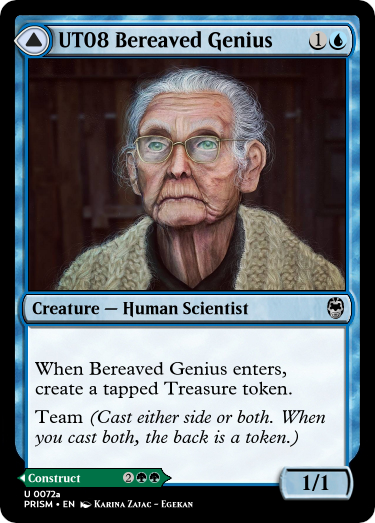 UT08 Bereaved Genius 1
Creature — Human Scientist
When Bereaved Genius enters,
create a tapped Treasure token.
Team (Cast either side or both. When
you cast both, the back is a token.)
Construct 2
1/1
U 0072a
PRISM • EN Karina Zajac - Egekan